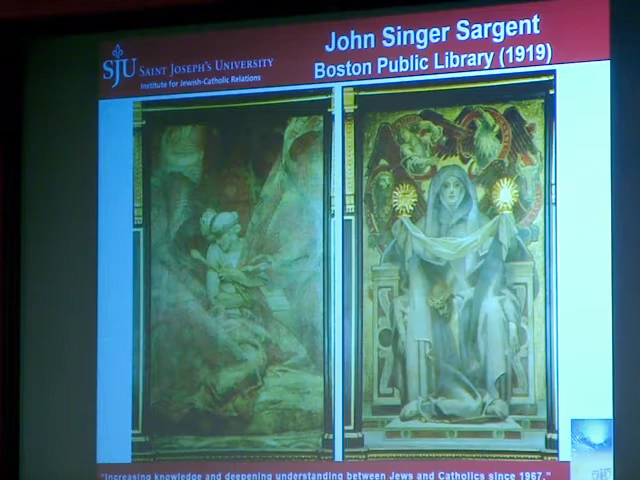 SJU SAINT JOSEPH'S UNIVERSITY
Institute for Jewish-Catholic Relations
John Singer Sargent
Boston Public Library (1919)
"Increasing knowledge and deepening understanding between Jews and Catholics since 1967."